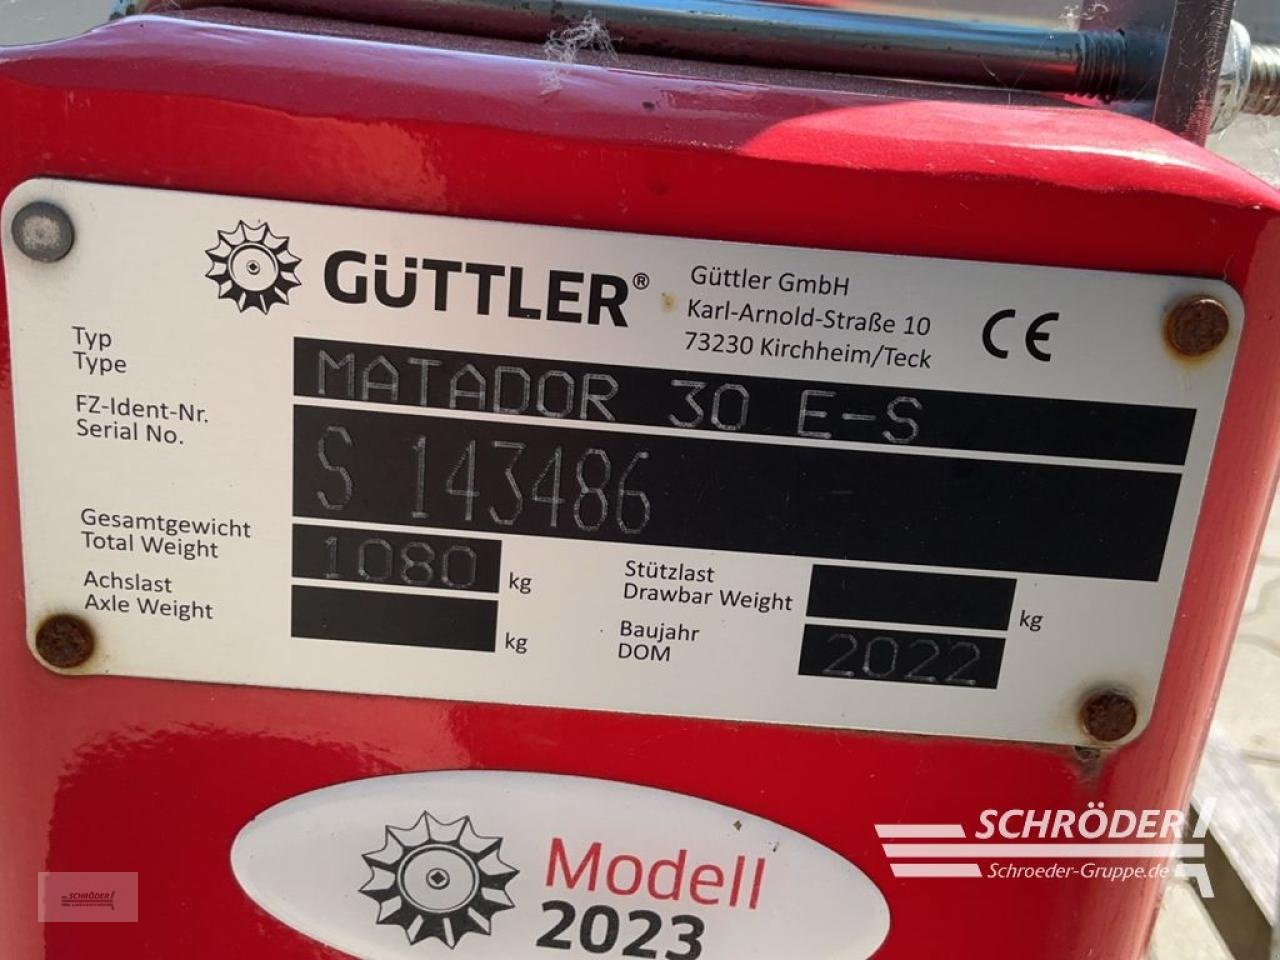 GÜTTLER®
Güttler GmbH
Karl-Arnold-Straße 10
73230 Kirchheim/Teck
CE
Typ
Type
MATADOR 30 E-S
FZ-Ident-Nr.
Serial No.
S 143486
Gesamtgewicht
Total Weight
1080 kg
Stützlast
Drawbar Weight
kg
Achslast
Axle Weight
kg
Baujahr
DOM
2022
Modell
2023
SCHRÖDER
Schroeder-Gruppe.de
SCHRÖDER